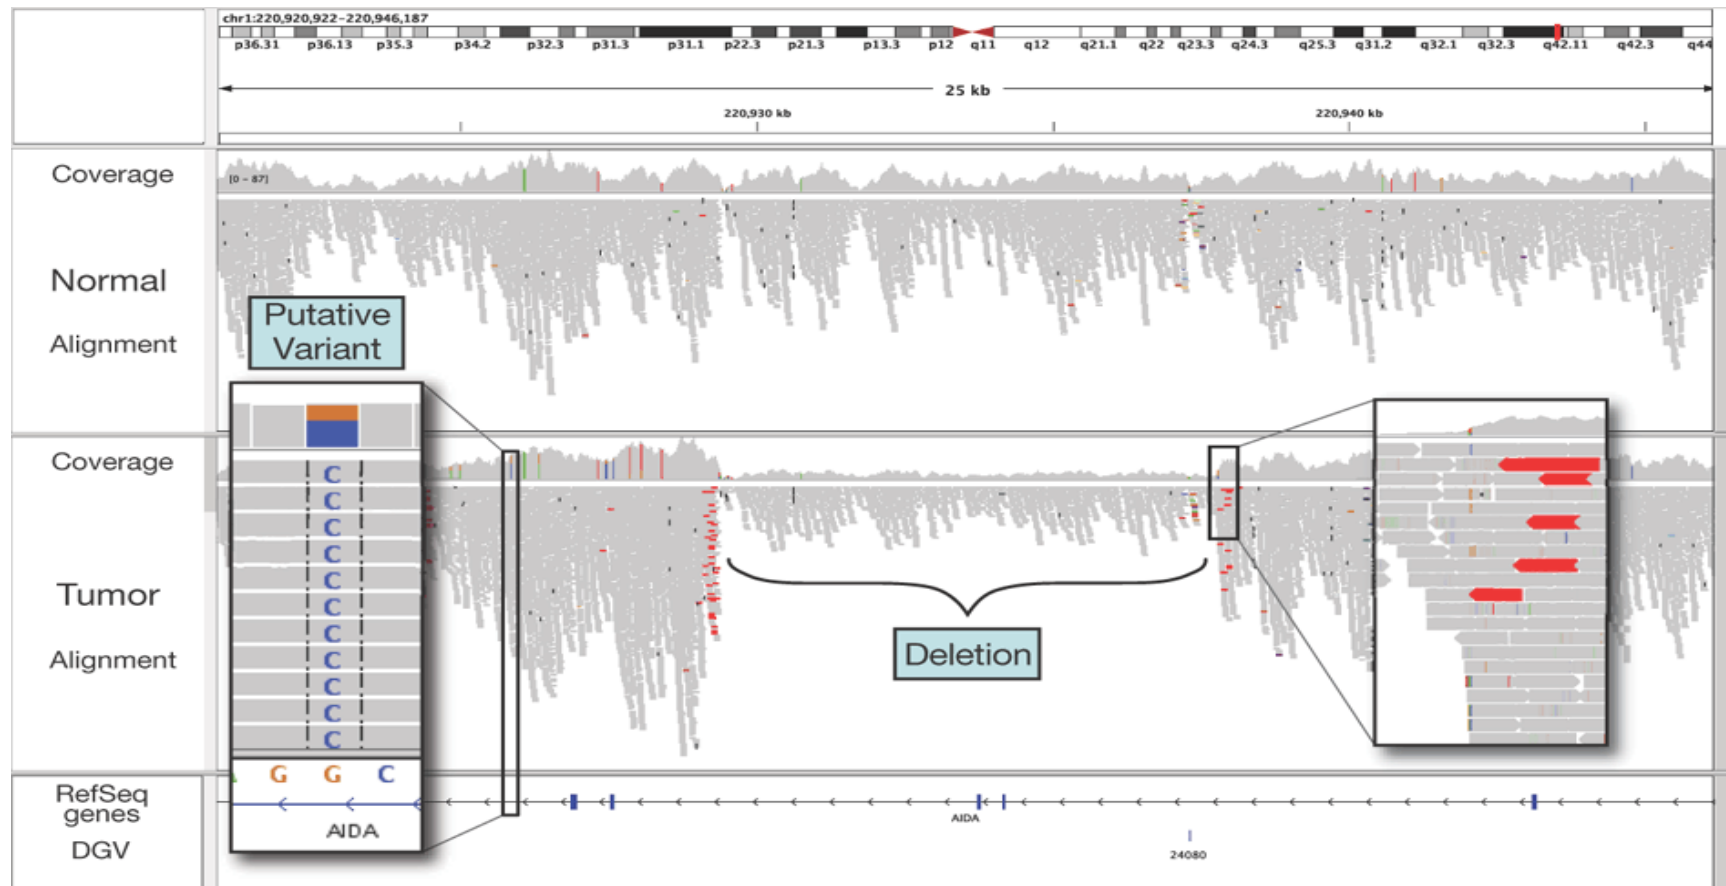 chr1:220,920,922-220,946,187
p36.31 p36.13 p35.3 p34.2 p32.3 p31.3 p31.1 p22.3 p21.3 p13.3 p12 q11 q12 q21.1 q22 q23.3 q24.3 q25.3 q31.2 q32.1 q32.3 q42.11 q42.3 q44
25 kb
220,930 kb 220,940 kb
Coverage
[0 - 87]
Normal
Alignment
Putative
Variant
Coverage
C
C
C
C
C
C
C
C
C
C
C
Tumor
Alignment
Deletion
G G C
AIDA
RefSeq
genes
AIDA
DGV
24080